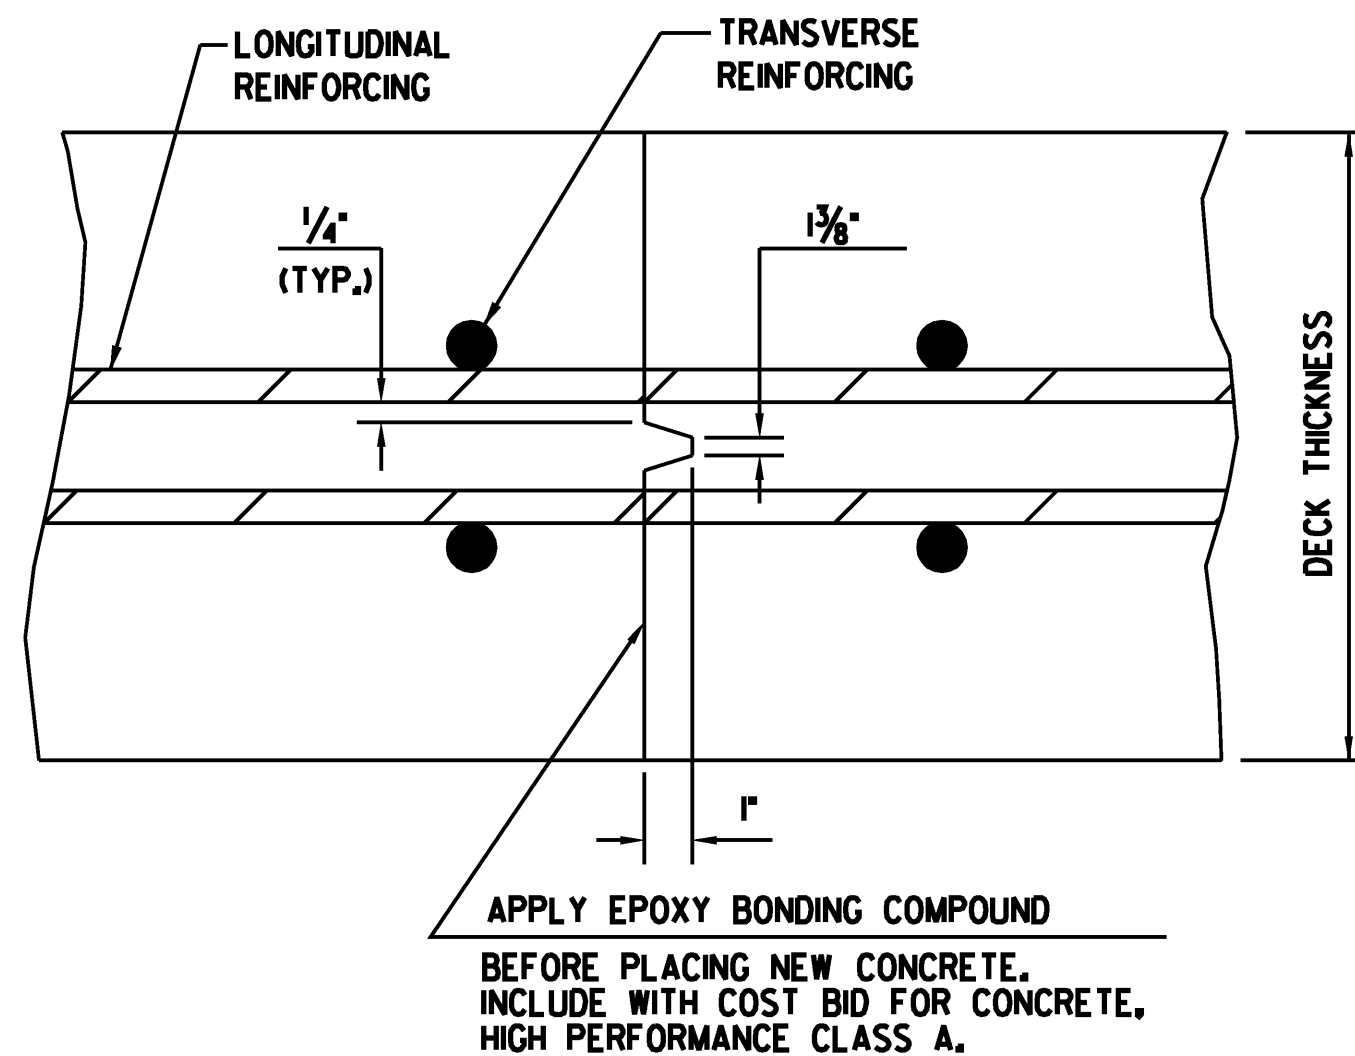 LONGITUDINAL
REINFORCING
TRANSVERSE
REINFORCING
1/4"
(TYP.)
1 3/8"
DECK THICKNESS
1"
APPLY EPOXY BONDING COMPOUND
BEFORE PLACING NEW CONCRETE.
INCLUDE WITH COST BID FOR CONCRETE,
HIGH PERFORMANCE CLASS A.